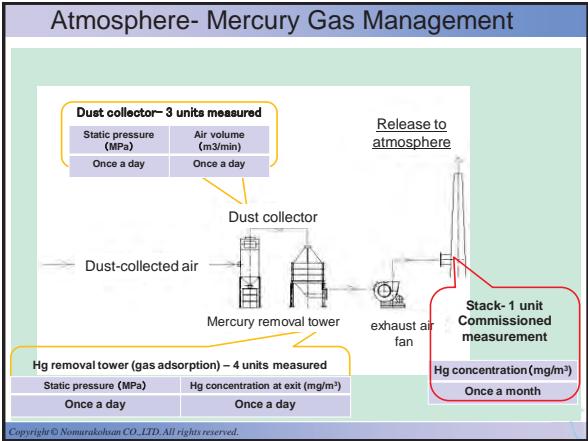 Atmosphere- Mercury Gas Management
Dust collector– 3 units measured
Static pressure (MPa) Air volume (m3/min)
Once a day Once a day
Release to
atmosphere
Dust collector
Dust-collected air
Mercury removal tower
exhaust air
fan
Stack- 1 unit
Commissioned
measurement
Hg concentration(mg/m³)
Once a month
Hg removal tower (gas adsorption) – 4 units measured
Static pressure (MPa) Hg concentration at exit (mg/m³)
Once a day Once a day
Copyright © Nomurakohsan CO.,LTD.All rights reserved.